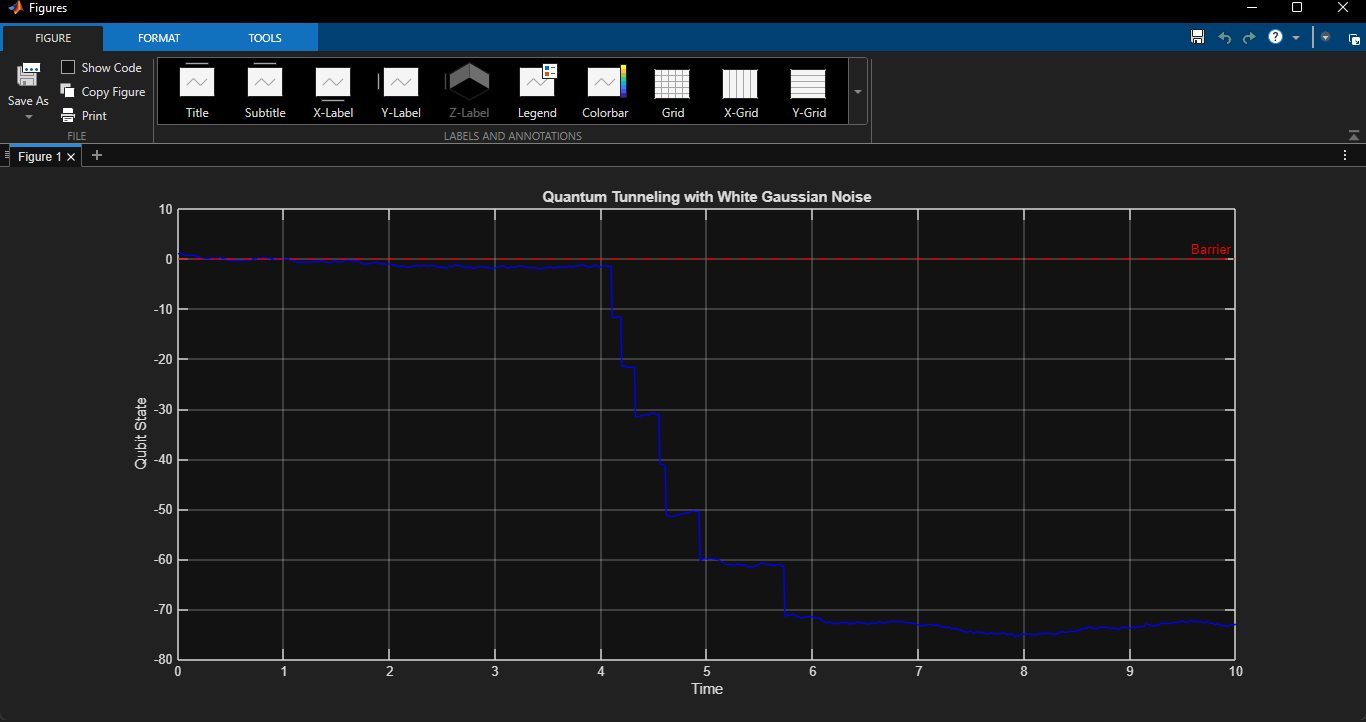 Figures
FIGURE FORMAT TOOLS
Save As
Show Code
Copy Figure
Print
FILE
Title Subtitle X-Label Y-Label Z-Label Legend Colorbar Grid X-Grid Y-Grid
LABELS AND ANNOTATIONS
Figure 1
Quantum Tunneling with White Gaussian Noise
10
Barrier
0
-10
-20
-30
-40
-50
-60
-70
-80
Qubit State
0 1 2 3 4 5 6 7 8 9 10
Time